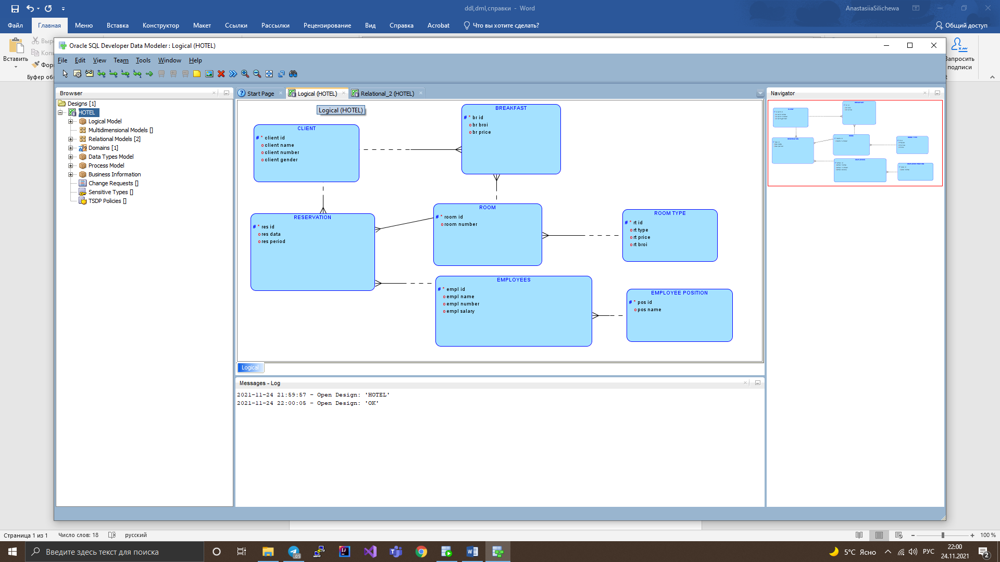 ddl,dml,справки - Word
AnastasiiaSilichewa
Файл Главная Меню Вставка Конструктор Макет Ссылки Рассылки Рецензирование Вид Справка Acrobat Что вы хотите сделать? Общий доступ
Вставить
Буфер об
подписи
Oracle SQL Developer Data Modeler : Logical (HOTEL)
File Edit View Team Tools Window Help
Browser
Designs [1]
HOTEL
Logical Model
Multidimensional Models []
Relational Models [2]
Domains [1]
Data Types Model
Process Model
Business Information
Change Requests []
Sensitive Types []
TSDP Policies []
Start Page Logical (HOTEL) Relational_2 (HOTEL)
Logical (HOTEL)
CLIENT
# * client id
o client name
o client number
o client gender
BREAKFAST
# * br id
o br broi
o br price
RESERVATION
# * res id
o res data
o res period
ROOM
# * room id
o room number
ROOM TYPE
# * rt id
o rt type
o rt price
o rt broi
EMPLOYEES
# * empl id
o empl name
o empl number
o empl salary
EMPLOYEE POSITION
# * pos id
o pos name
Logical
Messages - Log
2021-11-24 21:59:57 - Open Design: 'HOTEL'
2021-11-24 22:00:05 - Open Design: 'OK'
Navigator
Страница 1 из 1 Число слов: 18 русский
100 %
Введите здесь текст для поиска
5°C Ясно
РУС
22:00
24.11.2021
2